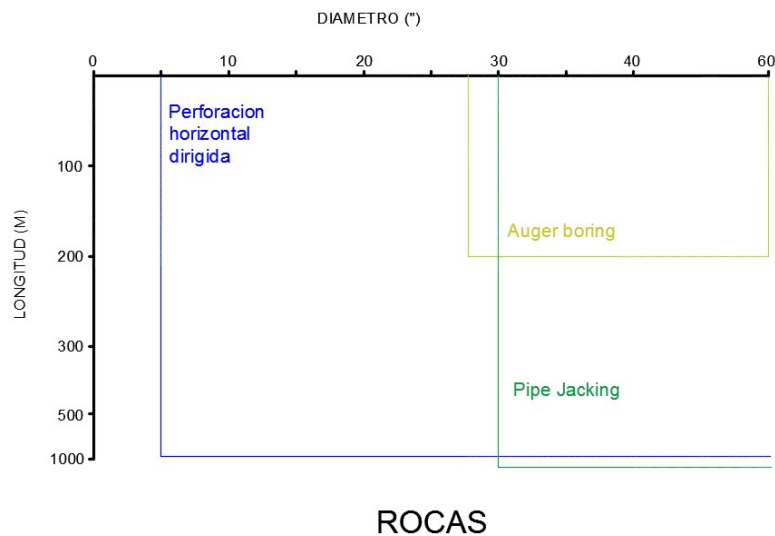 DIAMETRO (")
0 10 20 30 40 60
Perforacion
horizontal
dirigida
100
Auger boring
200
LONGITUD (M)
300
Pipe Jacking
500
1000
ROCAS